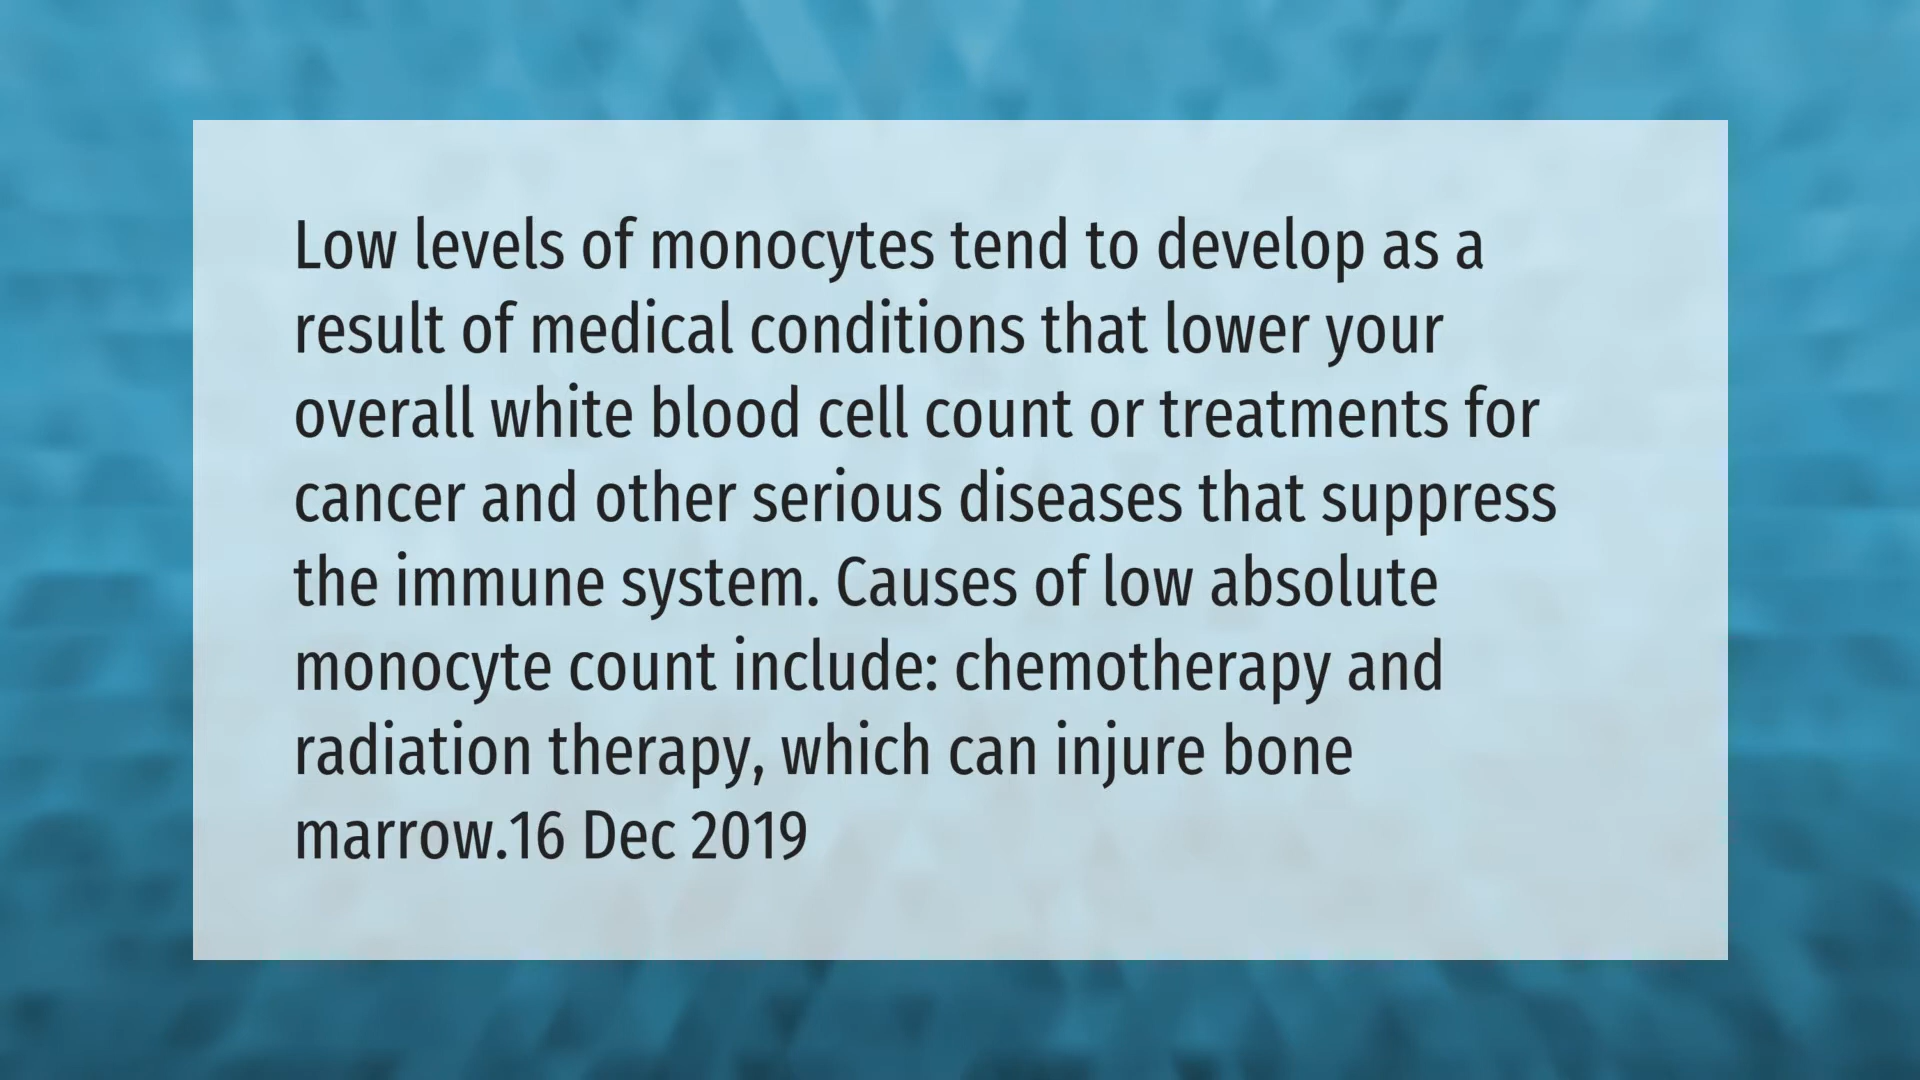 Low levels of monocytes tend to develop as a
result of medical conditions that lower your
overall white blood cell count or treatments for
cancer and other serious diseases that suppress
the immune system. Causes of low absolute
monocyte count include: chemotherapy and
radiation therapy, which can injure bone
marrow.16 Dec 2019